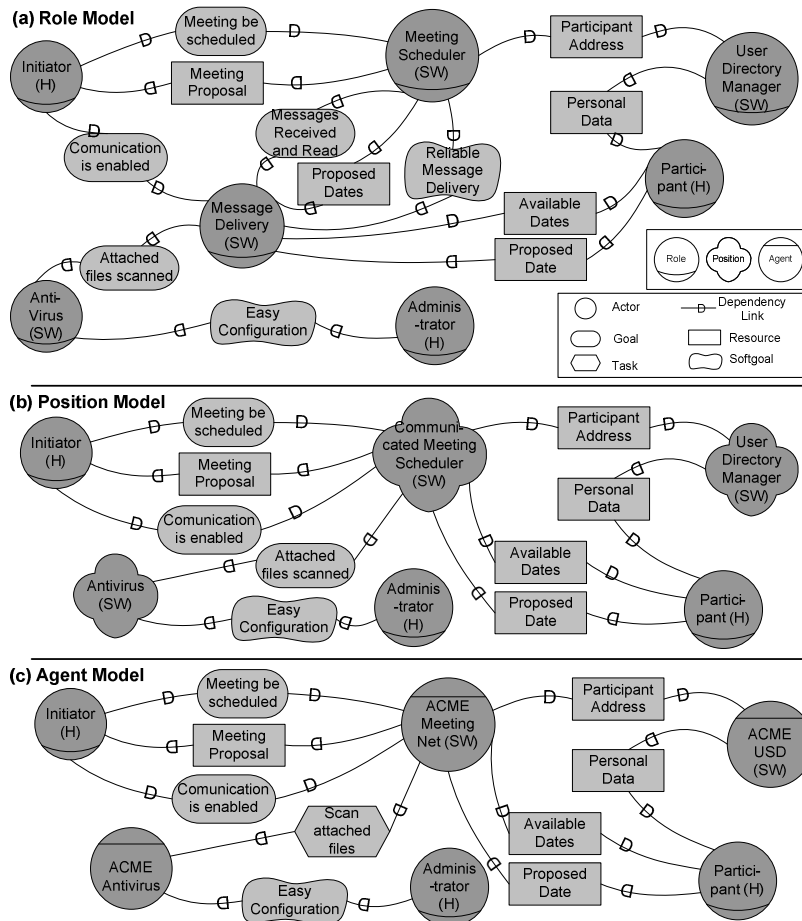 (a) Role Model
Initiator
(H)
Meeting be
scheduled
Meeting
Proposal
Comunication
is enabled
Meeting
Scheduler
(SW)
Messages
Received
and Read
Proposed
Dates
Reliable
Message
Delivery
Participant
Address
User
Directory
Manager
(SW)
Personal
Data
Partici-
pant (H)
Message
Delivery
(SW)
Available
Dates
Proposed
Date
Attached
files scanned
Anti-
Virus
(SW)
Easy
Configuration
Adminis
-trator
(H)
Role
Position
Agent
Actor
Dependency
Link
D
Goal
Resource
Task
Softgoal
(b) Position Model
Initiator
(H)
Meeting be
scheduled
Meeting
Proposal
Comunication
is enabled
Communi-
cated Meeting
Scheduler
(SW)
Participant
Address
User
Directory
Manager
(SW)
Personal
Data
Attached
files scanned
Available
Dates
Antivirus
(SW)
Easy
Configuration
Adminis
-trator
(H)
Proposed
Date
Partici-
pant (H)
(c) Agent Model
Initiator
(H)
Meeting be
scheduled
Meeting
Proposal
Comunication
is enabled
ACME
Meeting
Net (SW)
Participant
Address
ACME
USD
(SW)
Personal
Data
Scan
attached
files
Available
Dates
ACME
Antivirus
Easy
Configuration
Adminis
-trator
(H)
Proposed
Date
Partici-
pant (H)